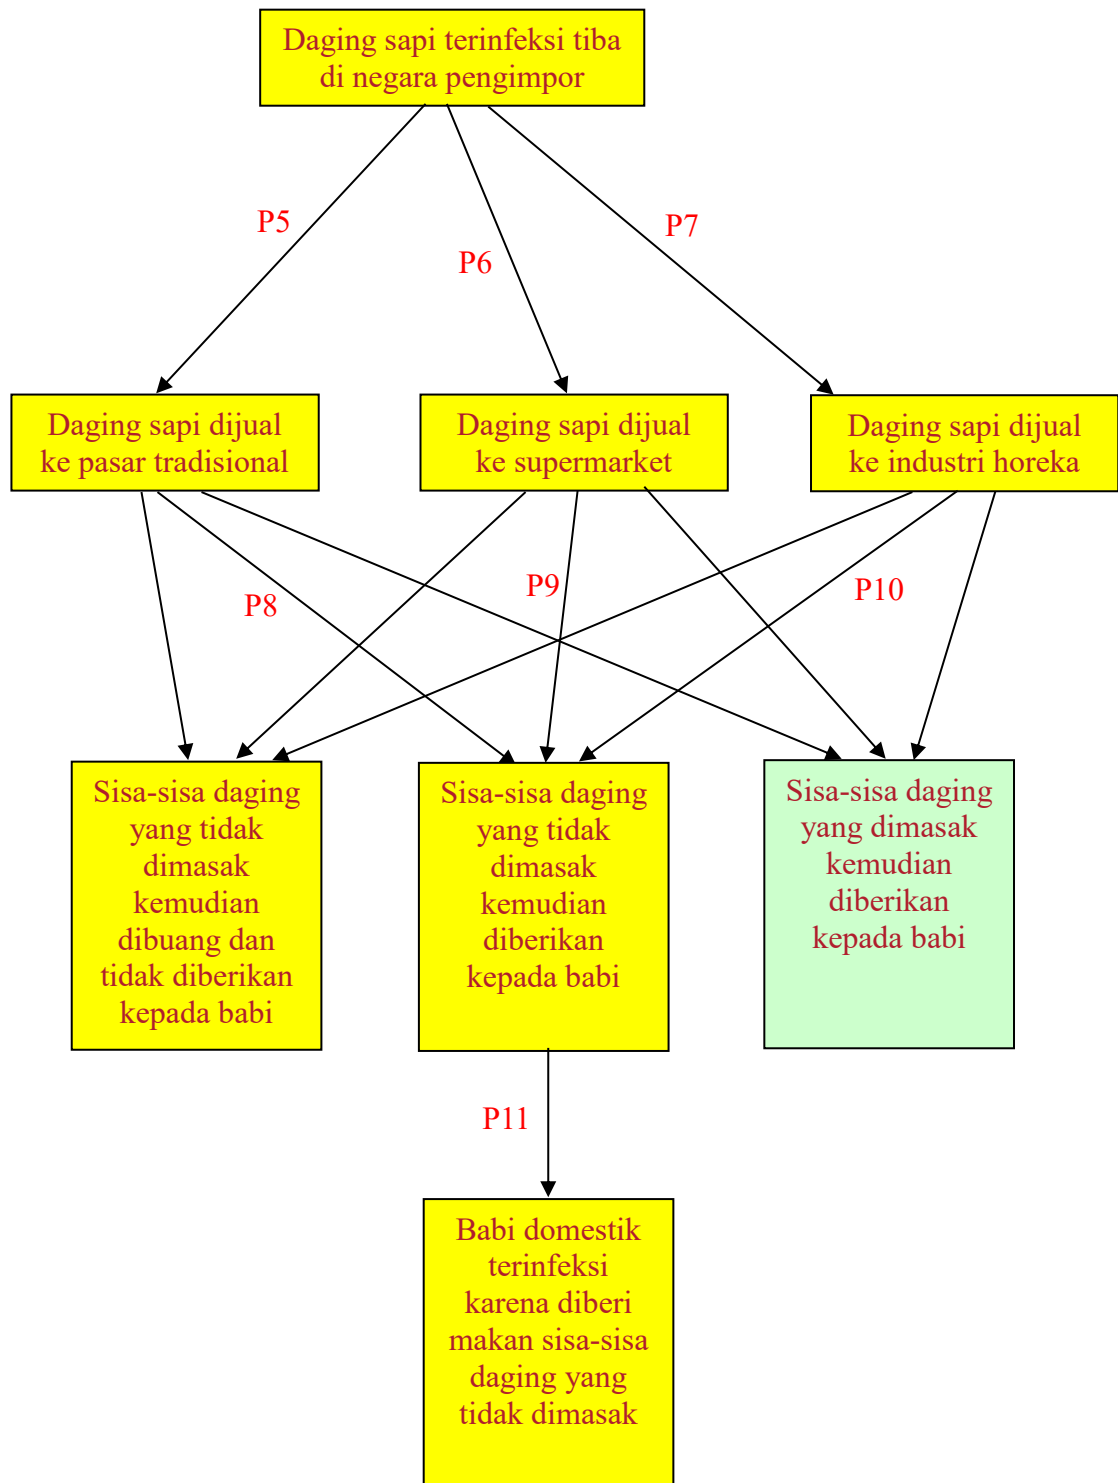 Daging sapi terinfeksi tiba
di negara pengimpor
P5
P6
P7
Daging sapi dijual
ke pasar tradisional
Daging sapi dijual
ke supermarket
Daging sapi dijual
ke industri horeka
P8
P9
P10
Sisa-sisa daging
yang tidak
dimasak
kemudian
dibuang dan
tidak diberikan
kepada babi
Sisa-sisa daging
yang tidak
dimasak
kemudian
diberikan
kepada babi
Sisa-sisa daging
yang dimasak
kemudian
diberikan
kepada babi
P11
Babi domestik
terinfeksi
karena diberi
makan sisa-sisa
daging yang
tidak dimasak